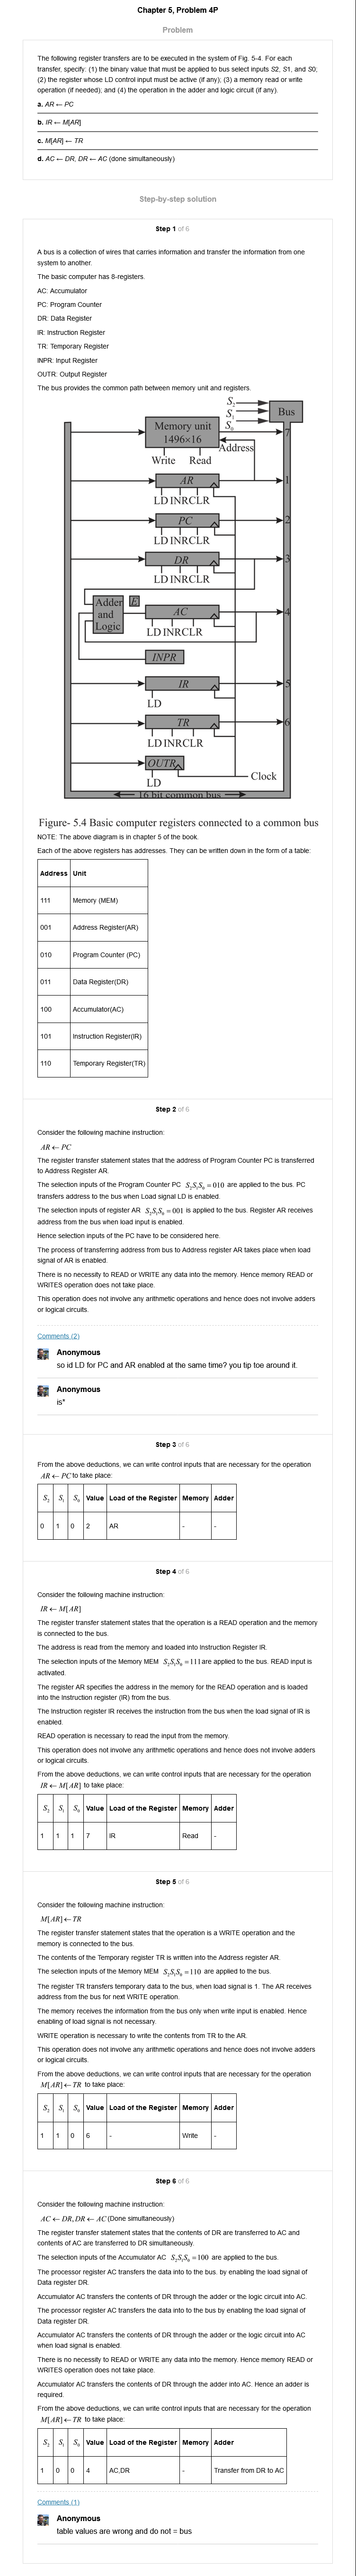 Chapter 5, Problem 4P
Problem
The following register transfers are to be executed in the system of Fig. 5-4. For each
transfer, specify: (1) the binary value that must be applied to bus select inputs S2, S1, and S0;
(2) the register whose LD control input must be active (if any); (3) a memory read or write
operation (if needed); and (4) the operation in the adder and logic circuit (if any).
a. AR ← PC
b. IR ← M[AR]
c. M[AR] ← TR
d. AC ← DR, DR ← AC (done simultaneously)
Step-by-step solution
Step 1 of 6
A bus is a collection of wires that carries information and transfer the information from one
system to another.
The basic computer has 8-registers.
AC: Accumulator
PC: Program Counter
DR: Data Register
IR: Instruction Register
TR: Temporary Register
INPR: Input Register
OUTR: Output Register
The bus provides the common path between memory unit and registers.
S₂
S₁
S₀
Bus
Memory unit
1496×16
7
Address
Write Read
AR
1
LD INRCLR
PC
2
LD INRCLR
DR
3
LD INRCLR
Adder
and
Logic
E
AC
4
LD INRCLR
INPR
IR
5
LD
TR
6
LD INRCLR
OUTR
LD
Clock
16 bit common bus
Figure- 5.4 Basic computer registers connected to a common bus
NOTE: The above diagram is in chapter 5 of the book.
Each of the above registers has addresses. They can be written down in the form of a table:
Address Unit
111 Memory (MEM)
001 Address Register(AR)
010 Program Counter (PC)
011 Data Register(DR)
100 Accumulator(AC)
101 Instruction Register(IR)
110 Temporary Register(TR)
Step 2 of 6
Consider the following machine instruction:
AR ← PC
The register transfer statement states that the address of Program Counter PC is transferred
to Address Register AR.
The selection inputs of the Program Counter PC S₂S₁S₀ = 010 are applied to the bus. PC
transfers address to the bus when Load signal LD is enabled.
The selection inputs of register AR S₂S₁S₀ = 001 is applied to the bus. Register AR receives
address from the bus when load input is enabled.
Hence selection inputs of the PC have to be considered here.
The process of transferring address from bus to Address register AR takes place when load
signal of AR is enabled.
There is no necessity to READ or WRITE any data into the memory. Hence memory READ or
WRITES operation does not take place.
This operation does not involve any arithmetic operations and hence does not involve adders
or logical circuits.
Comments (2)
Anonymous
so id LD for PC and AR enabled at the same time? you tip toe around it.
Anonymous
is*
Step 3 of 6
From the above deductions, we can write control inputs that are necessary for the operation
AR ← PC to take place:
S₂ S₁ S₀ Value Load of the Register Memory Adder
0 1 0 2 AR - -
Step 4 of 6
Consider the following machine instruction:
IR ← M[AR]
The register transfer statement states that the operation is a READ operation and the memory
is connected to the bus.
The address is read from the memory and loaded into Instruction Register IR.
The selection inputs of the Memory MEM S₂S₁S₀ = 111 are applied to the bus. READ input is
activated.
The register AR specifies the address in the memory for the READ operation and is loaded
into the Instruction register (IR) from the bus.
The Instruction register IR receives the instruction from the bus when the load signal of IR is
enabled.
READ operation is necessary to read the input from the memory.
This operation does not involve any arithmetic operations and hence does not involve adders
or logical circuits.
From the above deductions, we can write control inputs that are necessary for the operation
IR ← M[AR] to take place:
S₂ S₁ S₀ Value Load of the Register Memory Adder
1 1 1 7 IR Read -
Step 5 of 6
Consider the following machine instruction:
M[AR] ← TR
The register transfer statement states that the operation is a WRITE operation and the
memory is connected to the bus.
The contents of the Temporary register TR is written into the Address register AR.
The selection inputs of the Memory MEM S₂S₁S₀ = 110 are applied to the bus.
The register TR transfers temporary data to the bus, when load signal is 1. The AR receives
address from the bus for next WRITE operation.
The memory receives the information from the bus only when write input is enabled. Hence
enabling of load signal is not necessary.
WRITE operation is necessary to write the contents from TR to the AR.
This operation does not involve any arithmetic operations and hence does not involve adders
or logical circuits.
From the above deductions, we can write control inputs that are necessary for the operation
M[AR] ← TR to take place:
S₂ S₁ S₀ Value Load of the Register Memory Adder
1 1 0 6 - Write -
Step 6 of 6
Consider the following machine instruction:
AC ← DR, DR ← AC (Done simultaneously)
The register transfer statement states that the contents of DR are transferred to AC and
contents of AC are transferred to DR simultaneously.
The selection inputs of the Accumulator AC S₂S₁S₀ = 100 are applied to the bus.
The processor register AC transfers data into the bus. by enabling the load signal of
Data register DR.
Accumulator AC transfers the contents of DR through the adder or the logic circuit into AC.
The processor register AC transfers data into the bus by enabling the load signal of
Data register DR.
Accumulator AC transfers the contents of DR through the adder or the logic circuit into AC
when load signal is enabled.
There is no necessity to READ or WRITE any data into the memory. Hence memory READ or
WRITES operation does not take place.
Accumulator AC transfers the contents of DR through the adder into AC. Hence an adder is
required.
From the above deductions, we can write control inputs that are necessary for the operation
M[AR] ← TR to take place:
S₂ S₁ S₀ Value Load of the Register Memory Adder
1 0 0 4 AC,DR - Transfer from DR to AC
Comments (1)
Anonymous
table values are wrong and do not = bus